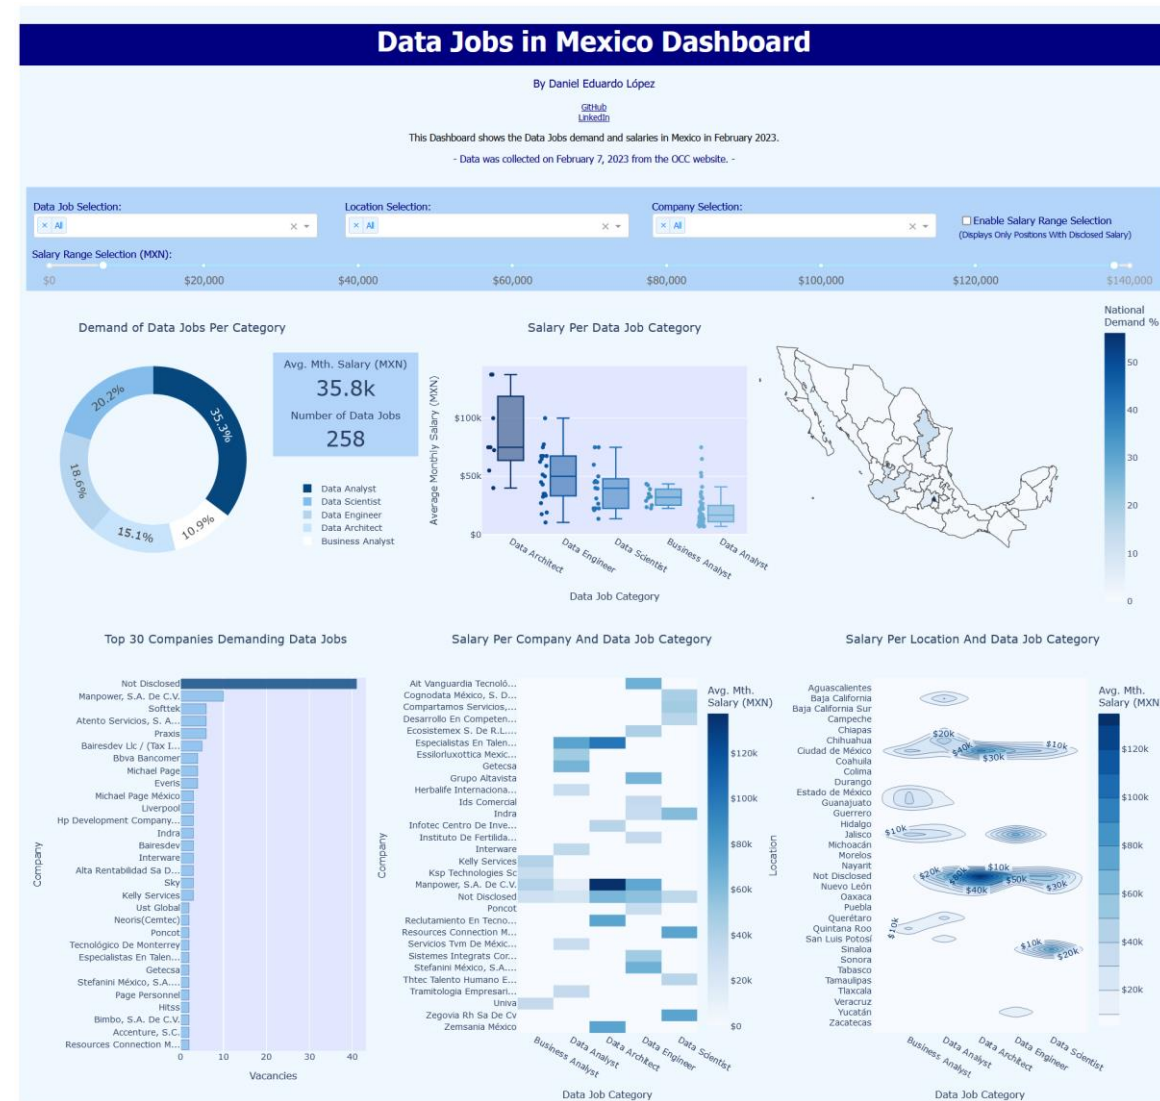 Data Jobs in Mexico Dashboard
By Daniel Eduardo López
GitHub
LinkedIn
This Dashboard shows the Data Jobs demand and salaries in Mexico in February 2023.
- Data was collected on February 7, 2023 from the OCC website. -
Data Job Selection:
× All
Location Selection:
× All
Company Selection:
× All
Enable Salary Range Selection
(Displays Only Positions With Disclosed Salary)
Salary Range Selection (MXN):
$0 $20,000 $40,000 $60,000 $80,000 $100,000 $120,000 $140,000
Demand of Data Jobs Per Category
35.3%
20.2%
18.6%
15.1%
10.9%
Avg. Mth. Salary (MXN)
35.8k
Number of Data Jobs
258
Data Analyst
Data Scientist
Data Engineer
Data Architect
Business Analyst
Salary Per Data Job Category
Average Monthly Salary (MXN)
$100k
$50k
$0
Data Architect
Data Engineer
Data Scientist
Business Analyst
Data Analyst
Data Job Category
National
Demand %
50
40
30
20
10
0
Top 30 Companies Demanding Data Jobs
Company
Not Disclosed
Manpower, S.A. De C.V.
Softtek
Atento Servicios, S. A...
Praxis
Bairesdev Llc / (Tax I...
Bbva Bancomer
Michael Page
Everis
Michael Page México
Liverpool
Hp Development Company...
Indra
Bairesdev
Interware
Alta Rentabilidad Sa D...
Sky
Kelly Services
Ust Global
Neoris(Cemtec)
Poncot
Tecnológico De Monterrey
Especialistas En Talen...
Getecsa
Stefanini México, S.A....
Page Personnel
Hitss
Bimbo, S.A. De C.V.
Accenture, S.C.
Resources Connection M...
0 10 20 30 40
Vacancies
Salary Per Company And Data Job Category
Company
Ait Vanguardia Tecnoló...
Cognodata México, S. D...
Compartamos Servicios,...
Desarrollo En Competen...
Ecosistemex S. De R.L....
Especialistas En Talen...
Essilorluxottica Mexic...
Getecsa
Grupo Altavista
Herbalife Internaciona...
Ids Comercial
Indra
Infotec Centro De Inve...
Instituto De Fertilida...
Interware
Kelly Services
Ksp Technologies Sc
Manpower, S.A. De C.V.
Not Disclosed
Poncot
Reclutamiento En Tecno...
Resources Connection M...
Servicios Tvm De Méxic...
Sistemes Integrats Cor...
Stefanini México, S.A....
Thtec Talento Humano E...
Tramitologia Empresari...
Univa
Zegovia Rh Sa De Cv
Zemsania México
Business Analyst
Data Analyst
Data Architect
Data Engineer
Data Scientist
Data Job Category
Avg. Mth.
Salary (MXN)
$120k
$100k
$80k
$60k
$40k
$20k
$0
Salary Per Location And Data Job Category
Location
Aguascalientes
Baja California
Baja California Sur
Campeche
Chiapas
Chihuahua
Ciudad de México
Coahuila
Colima
Durango
Estado de México
Guanajuato
Guerrero
Hidalgo
Jalisco
Michoacán
Morelos
Nayarit
Not Disclosed
Nuevo León
Oaxaca
Puebla
Querétaro
Quintana Roo
San Luis Potosí
Sinaloa
Sonora
Tabasco
Tamaulipas
Tlaxcala
Veracruz
Yucatán
Zacatecas
$20k
$40k
$10k
$30k
$10k
$20k
$80k
$10k
$50k
$40k
$30k
$10k
$10k
$20k
Business Analyst
Data Analyst
Data Architect
Data Engineer
Data Scientist
Data Job Category
Avg. Mth.
Salary (MXN)
$120k
$100k
$80k
$60k
$40k
$20k